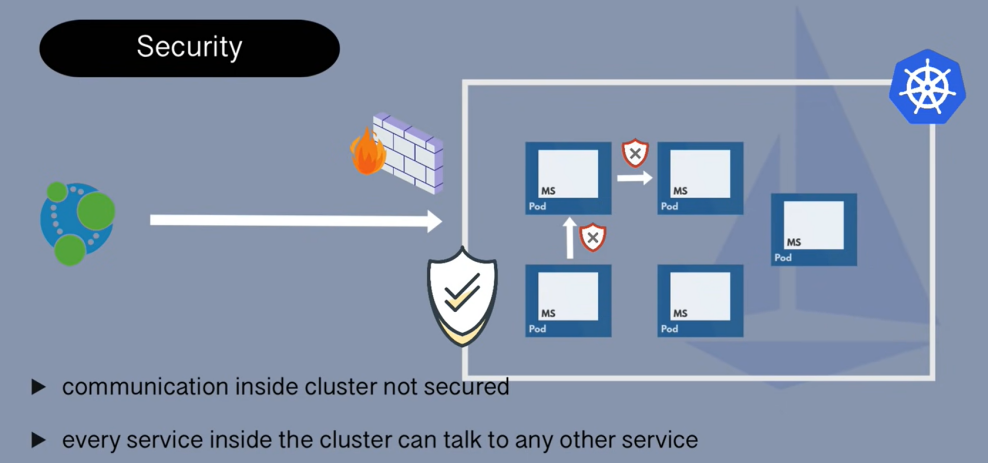 Security
MS
Pod
MS
Pod
MS
Pod
MS
Pod
MS
Pod
communication inside cluster not secured
every service inside the cluster can talk to any other service